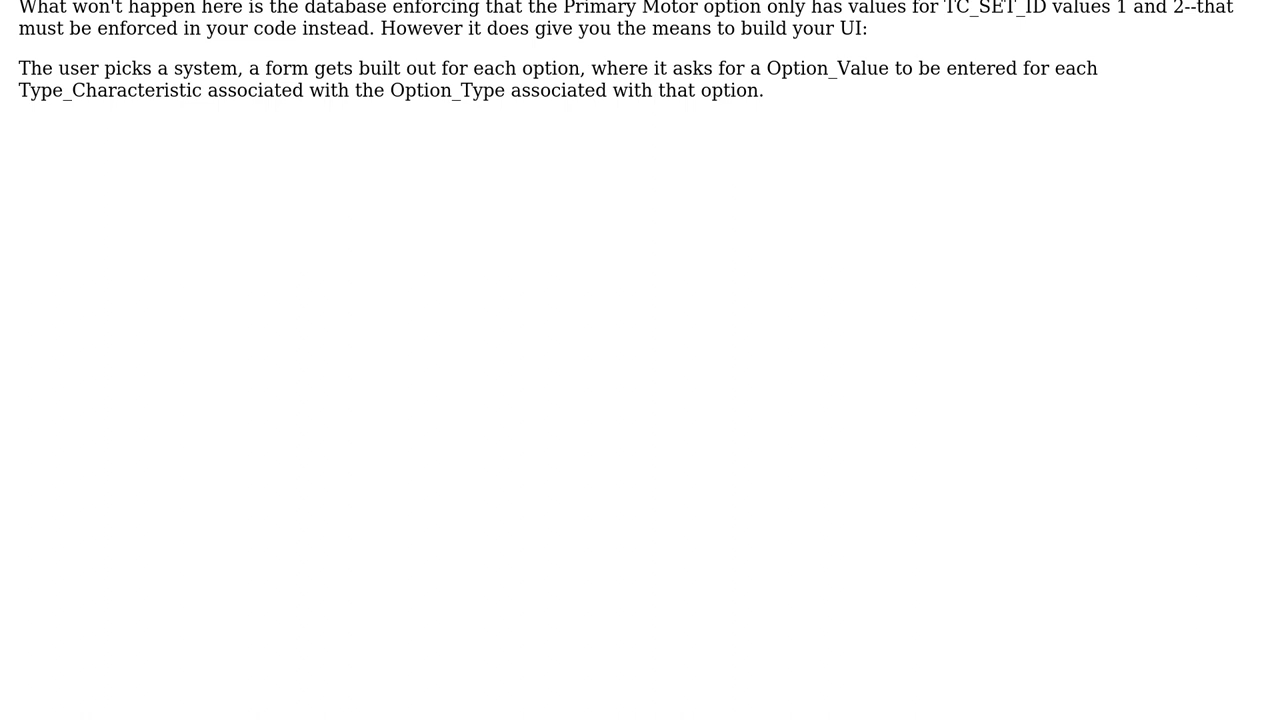 What won't happen here is the database enforcing that the Primary Motor option only has values for TC_SET_ID values 1 and 2--that
must be enforced in your code instead. However it does give you the means to build your UI:
The user picks a system, a form gets built out for each option, where it asks for a Option_Value to be entered for each
Type_Characteristic associated with the Option_Type associated with that option.